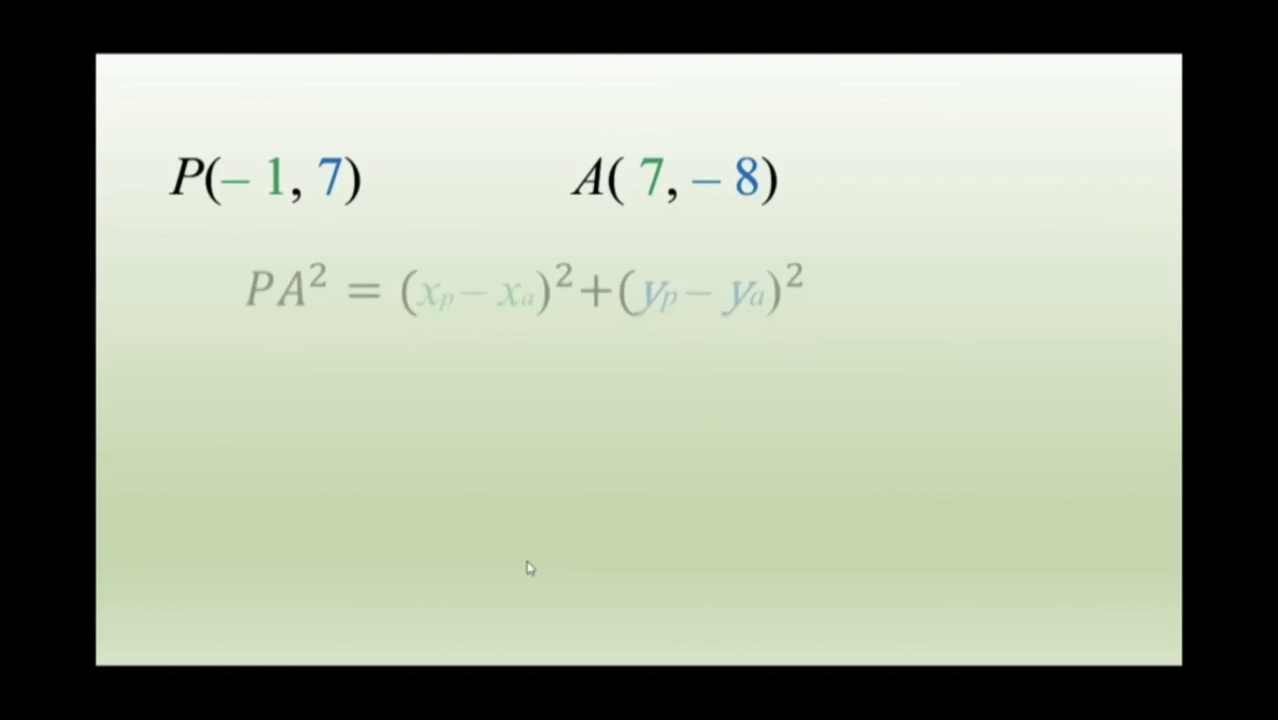 P(– 1, 7) A( 7, – 8)
PA² = (xₚ – xₐ)²+(yₚ – yₐ)²